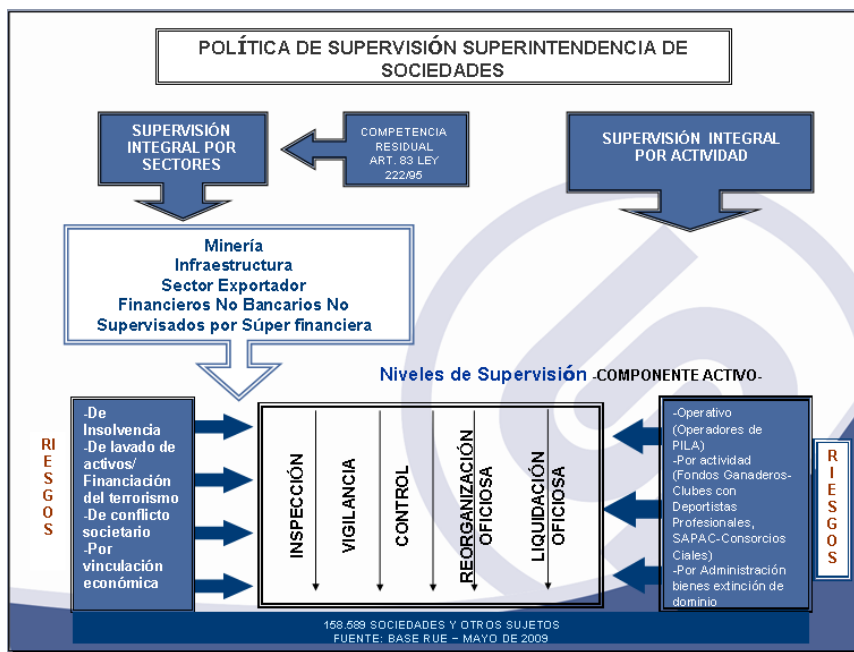 POLÍTICA DE SUPERVISIÓN SUPERINTENDENCIA DE
SOCIEDADES
SUPERVISIÓN
INTEGRAL POR
SECTORES
COMPETENCIA
RESIDUAL
ART. 83 LEY
222/95
SUPERVISIÓN INTEGRAL
POR ACTIVIDAD
Minería
Infraestructura
Sector Exportador
Financieros No Bancarios No
Supervisados por Súper financiera
Niveles de Supervisión -COMPONENTE ACTIVO-
RIESGOS
-De
Insolvencia
-De lavado de
activos/
Financiación
del terrorismo
-De conflicto
societario
-Por
vinculación
económica
INSPECCIÓN
VIGILANCIA
CONTROL
REORGANIZACIÓN
OFICIOSA
LIQUIDACIÓN
OFICIOSA
-Operativo
(Operadores de
PILA)
-Por actividad
(Fondos Ganaderos-
Clubes con
Deportistas
Profesionales,
SAPAC-Consorcios
Ciales)
-Por Administración
bienes extinción de
dominio
RIESGOS
158.589 SOCIEDADES Y OTROS SUJETOS
FUENTE: BASE RUE – MAYO DE 2009